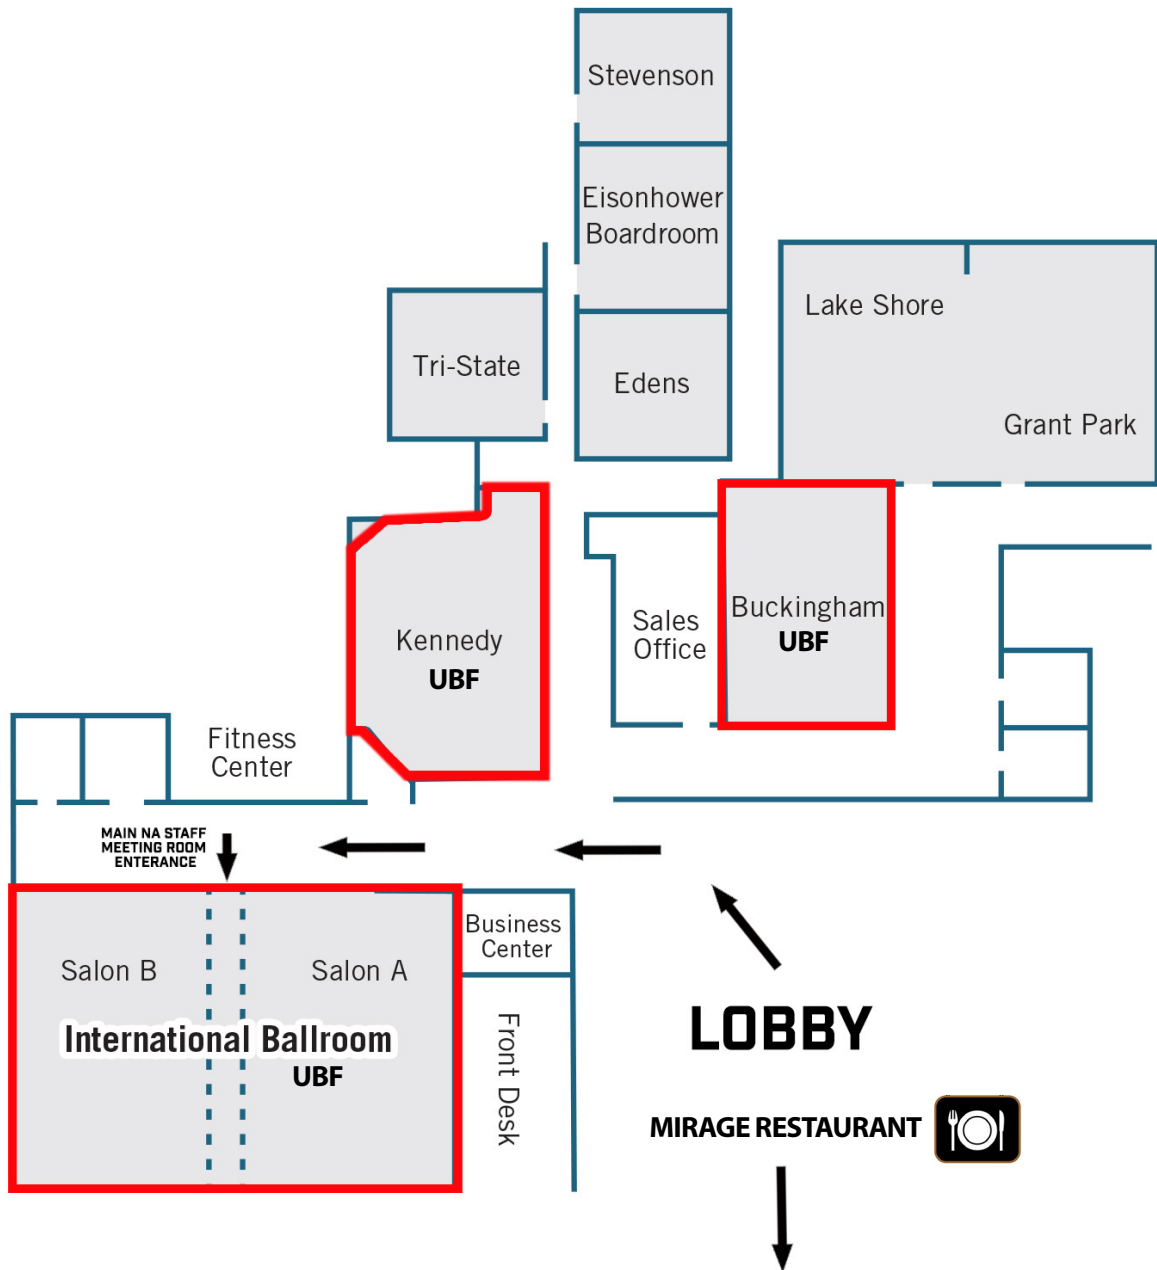 Stevenson
Eisonhower
Boardroom
Lake Shore
Tri-State
Edens
Grant Park
Buckingham
UBF
Sales
Office
Kennedy
UBF
Fitness
Center
MAIN NA STAFF
MEETING ROOM
ENTERANCE
Business
Center
Salon B
Salon A
International Ballroom
UBF
Front Desk
LOBBY
MIRAGE RESTAURANT